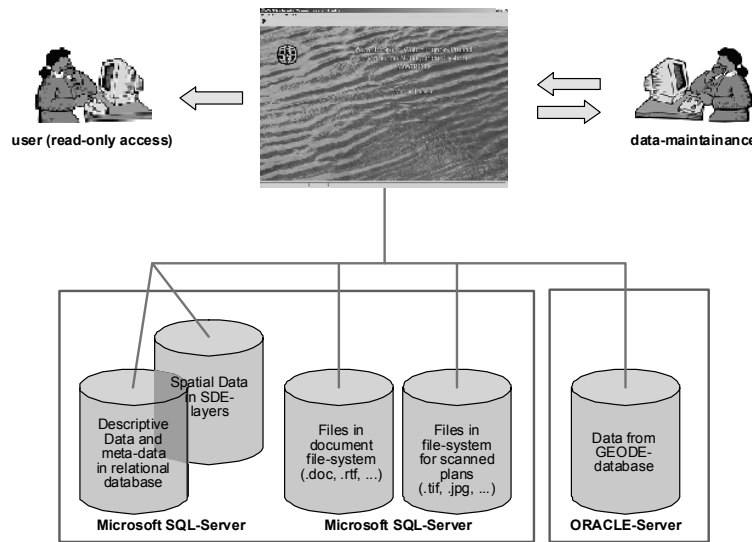 user (read-only access)
data-maintainance
Spatial Data
in SDE-
layers
Descriptive
Data and
meta-data
in relational
database
Files in
document
file-system
(.doc, .rtf, ...)
Files in
file-system
for scanned
plans
(.tif, .jpg, ...)
Data from
GEODE-
database
Microsoft SQL-Server
Microsoft SQL-Server
ORACLE-Server